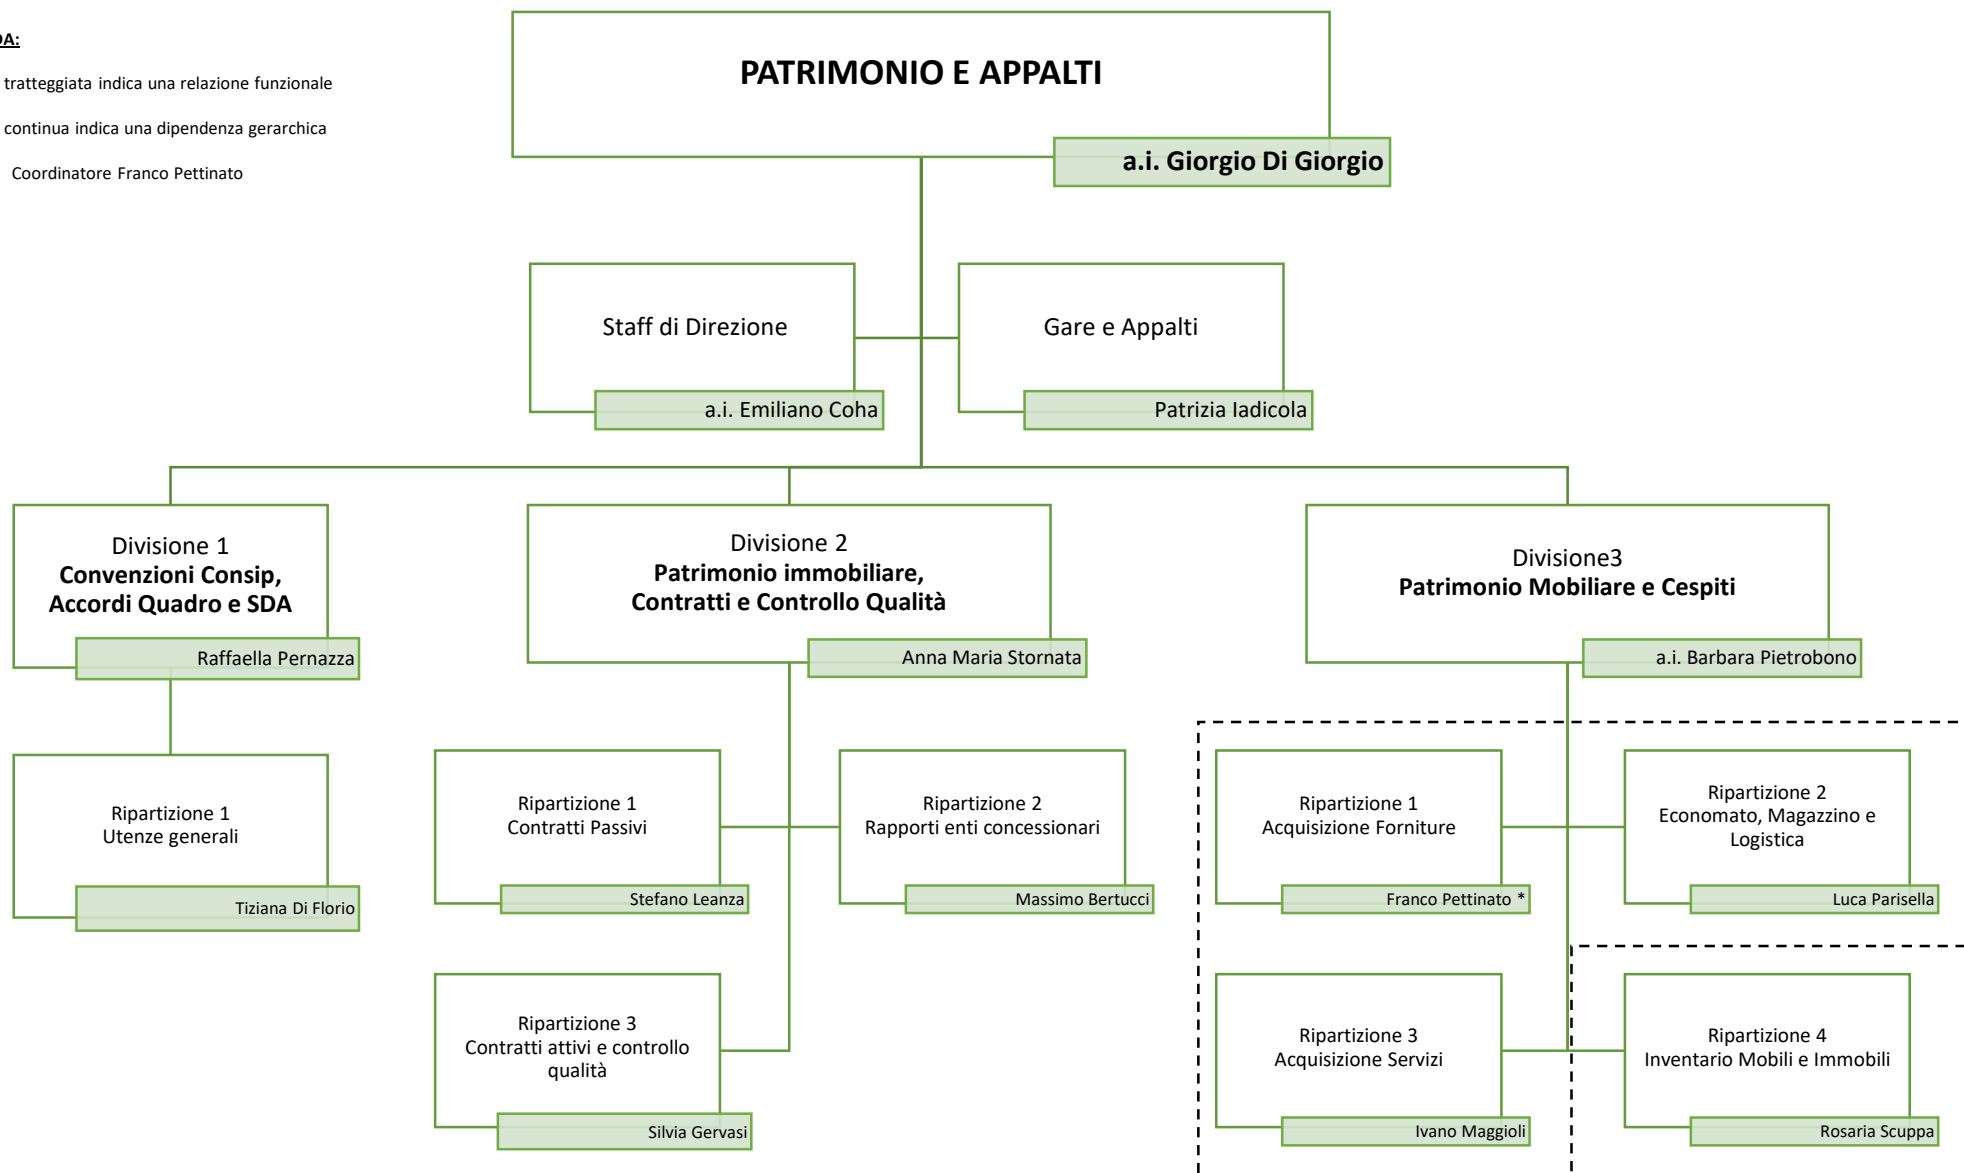 DA:
tratteggiata indica una relazione funzionale
continua indica una dipendenza gerarchica
Coordinatore Franco Pettinato
PATRIMONIO E APPALTI
a.i. Giorgio Di Giorgio
Staff di Direzione
a.i. Emiliano Coha
Gare e Appalti
Patrizia Iadicola
Divisione 1
Convenzioni Consip,
Accordi Quadro e SDA
Raffaella Pernazza
Divisione 2
Patrimonio immobiliare,
Contratti e Controllo Qualità
Anna Maria Stornata
Divisione3
Patrimonio Mobiliare e Cespiti
a.i. Barbara Pietrobono
Ripartizione 1
Utenze generali
Tiziana Di Florio
Ripartizione 1
Contratti Passivi
Stefano Leanza
Ripartizione 2
Rapporti enti concessionari
Massimo Bertucci
Ripartizione 1
Acquisizione Forniture
Franco Pettinato *
Ripartizione 2
Economato, Magazzino e
Logistica
Luca Parisella
Ripartizione 3
Contratti attivi e controllo
qualità
Silvia Gervasi
Ripartizione 3
Acquisizione Servizi
Ivano Maggioli
Ripartizione 4
Inventario Mobili e Immobili
Rosaria Scuppa